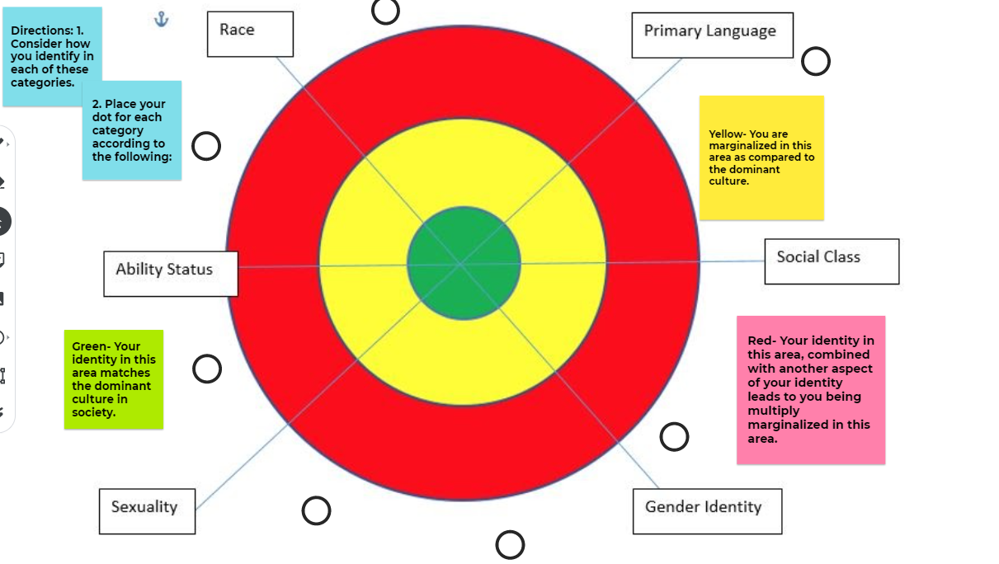 Directions: 1.
Consider how
you identify in
each of these
categories.
2. Place your
dot for each
category
according to
the following:
Race
Primary Language
Yellow- You are
marginalized in this
area as compared to
the dominant
culture.
Ability Status
Social Class
Green- Your
identity in this
area matches
the dominant
culture in
society.
Red- Your identity in
this area, combined
with another aspect
of your identity
leads to you being
multiply
marginalized in this
area.
Sexuality
Gender Identity